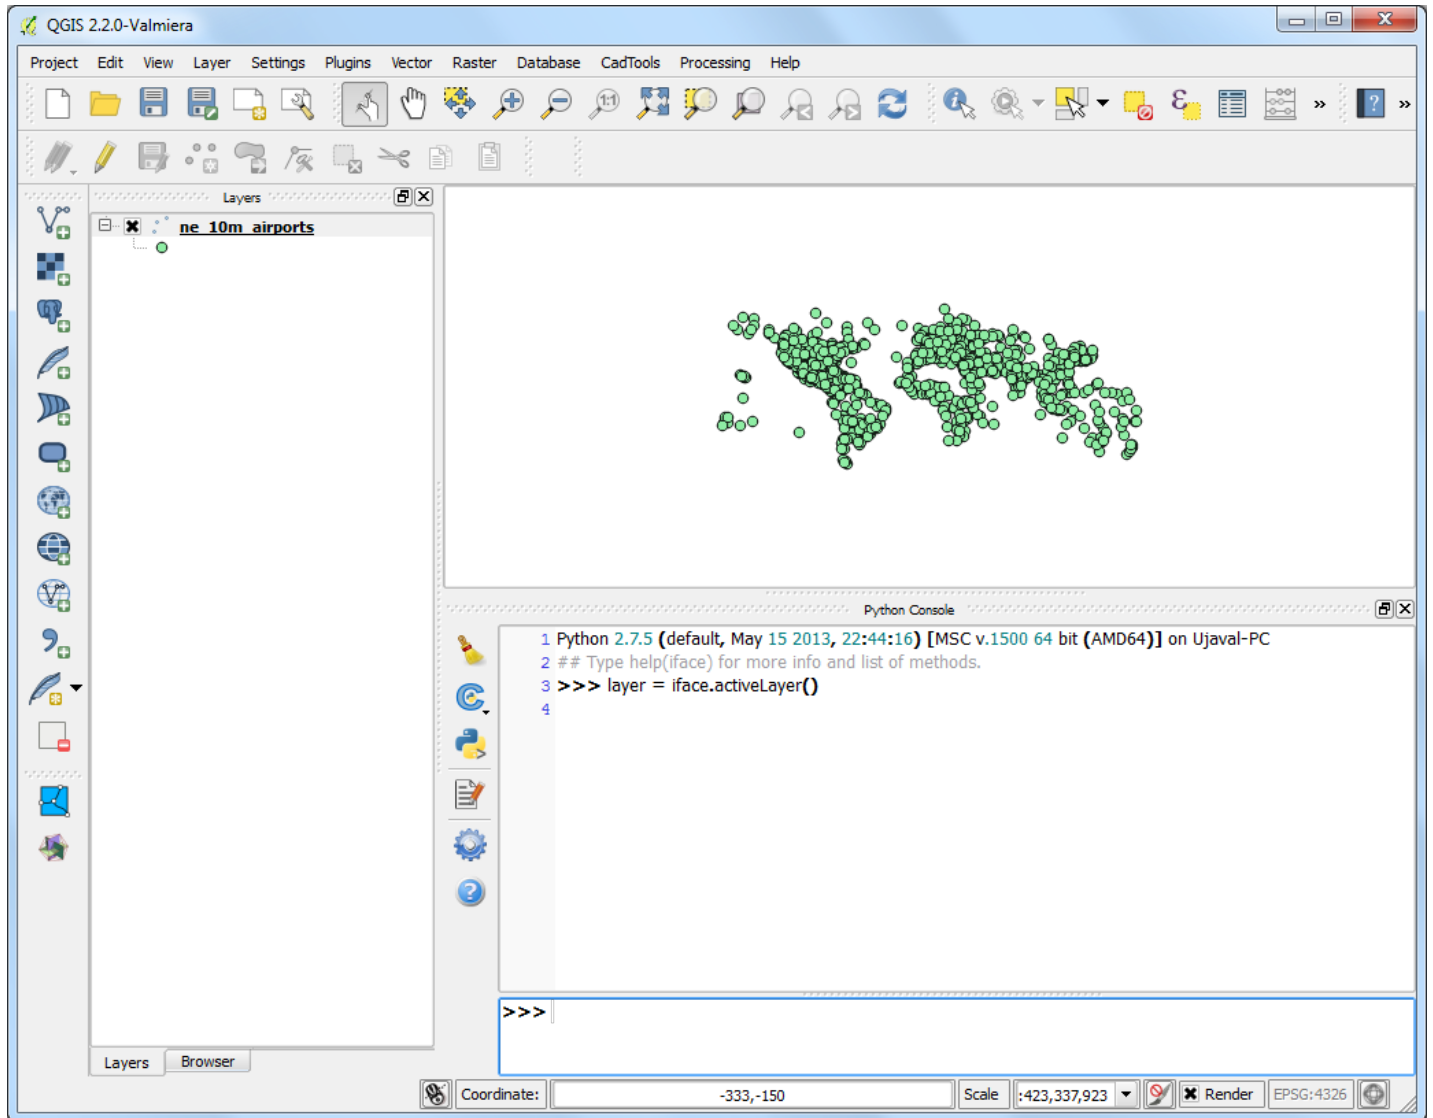 QGIS 2.2.0-Valmiera
Project Edit View Layer Settings Plugins Vector Raster Database CadTools Processing Help
1:1
Layers
ne_10m_airports
Python Console
1 Python 2.7.5 (default, May 15 2013, 22:44:16) [MSC v.1500 64 bit (AMD64)] on Ujaval-PC
2 ## Type help(iface) for more info and list of methods.
3 >>> layer = iface.activeLayer()
4
>>>
Layers Browser
Coordinate: -333,-150 Scale :423,337,923 Render EPSG:4326